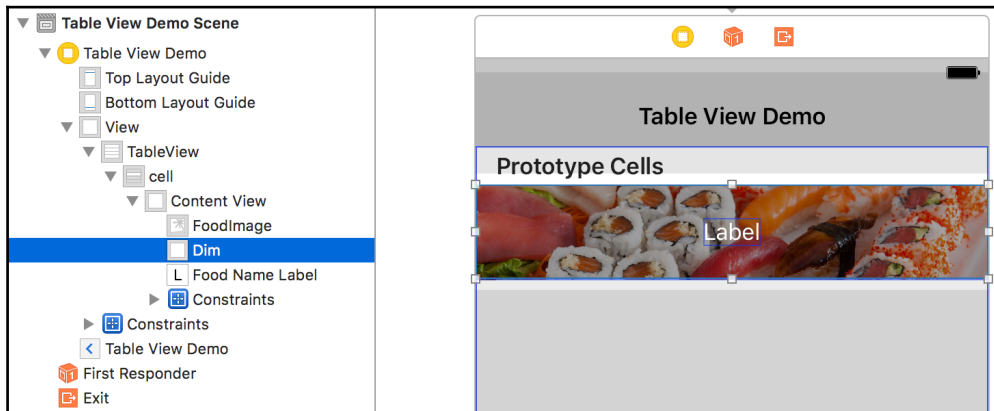 Table View Demo Scene
Table View Demo
Top Layout Guide
Bottom Layout Guide
View
TableView
cell
Content View
FoodImage
Dim
L Food Name Label
Constraints
Constraints
Table View Demo
First Responder
Exit
Table View Demo
Prototype Cells
Label